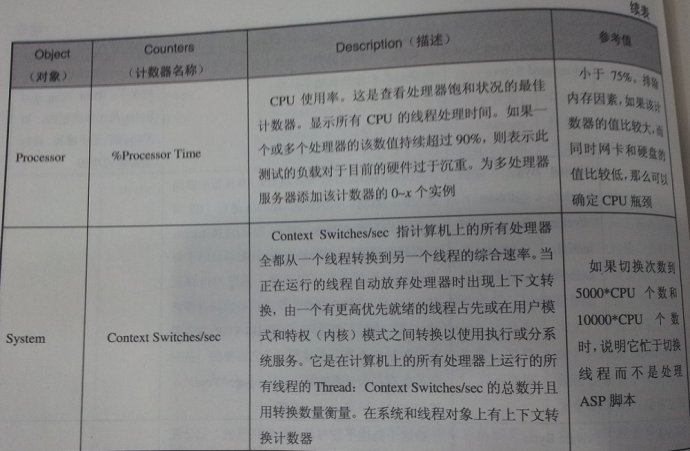 续表
Object
（对象）
Counters
（计数器名称）
Description（描述）
参考值
Processor
%Processor Time
CPU 使用率。这是查看处理器饱和状况的最佳
计数器。显示所有 CPU 的线程处理时间。如果一
个或多个处理器的该数值持续超过 90%，则表示此
测试的负载对于目前的硬件过于沉重。为多处理器
服务器添加该计数器的 0~x 个实例
小于 75%。排除
内存因素，如果该计
数器的值比较大，而
同时网卡和硬盘的
值比较低，那么可以
确定 CPU 瓶颈
System
Context Switches/sec
Context Switches/sec 指计算机上的所有处理器
全都从一个线程转换到另一个线程的综合速率。当
正在运行的线程自动放弃处理器时出现上下文转
换，由一个有更高优先就绪的线程占先或在用户模
式和特权（内核）模式之间转换以使用执行或分系
统服务。它是在计算机上的所有处理器上运行的所
有线程的 Thread：Context Switches/sec 的总数并且
用转换数量衡量。在系统和线程对象上有上下文转
换计数器
如果切换次数到
5000*CPU 个数和
10000*CPU 个数
时，说明它忙于切换
线程而不是处理
ASP 脚本